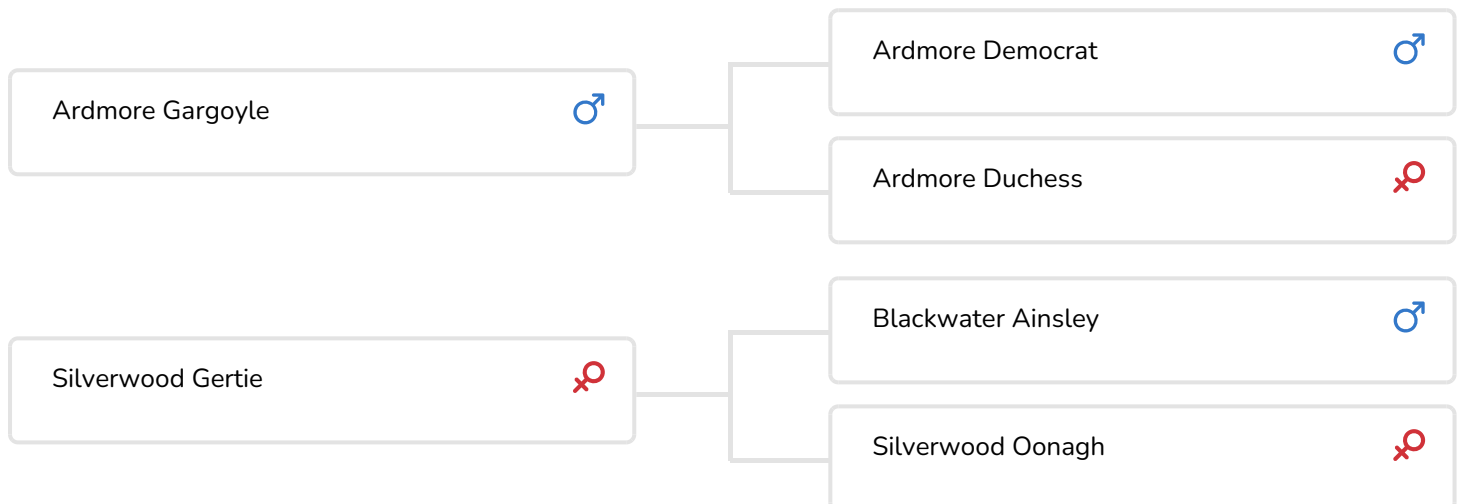 Ardmore Democrat
Ardmore Gargoyle
Ardmore Duchess
Blackwater Ainsley
Silverwood Gertie
Silverwood Oonagh